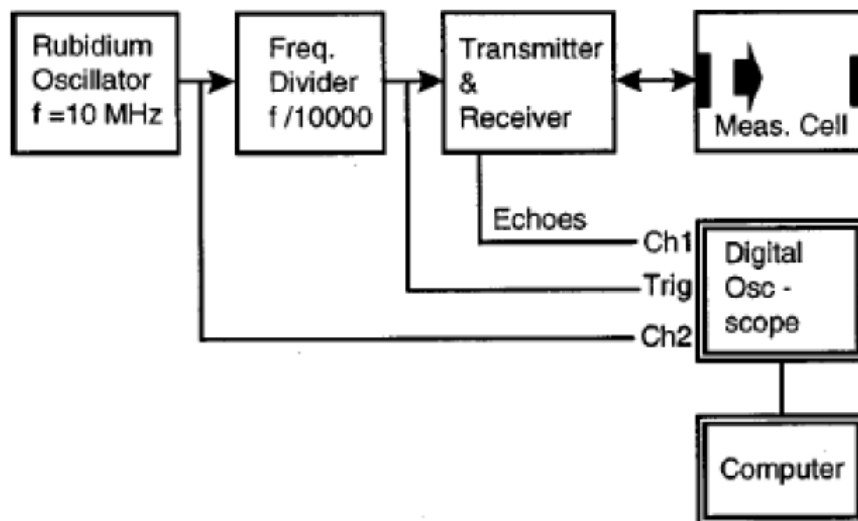 Rubidium
Oscillator
f =10 MHz
Freq.
Divider
f /10000
Transmitter
&
Receiver
Meas. Cell
Echoes
Ch1
Trig
Ch2
Digital
Osc -
scope
Computer